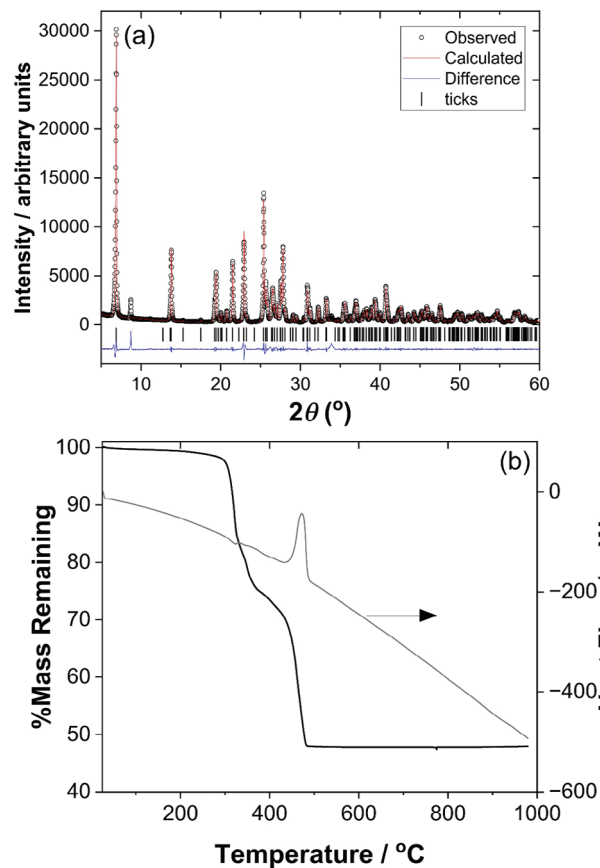 (a)
Observed
Calculated
Difference
ticks
30000
25000
20000
15000
10000
5000
0
Intensity / arbitrary units
10 20 30 40 50 60
2θ (º)
(b)
100
90
80
70
60
50
40
%Mass Remaining
0
−200
−400
−600
200 400 600 800 1000
Temperature / ºC